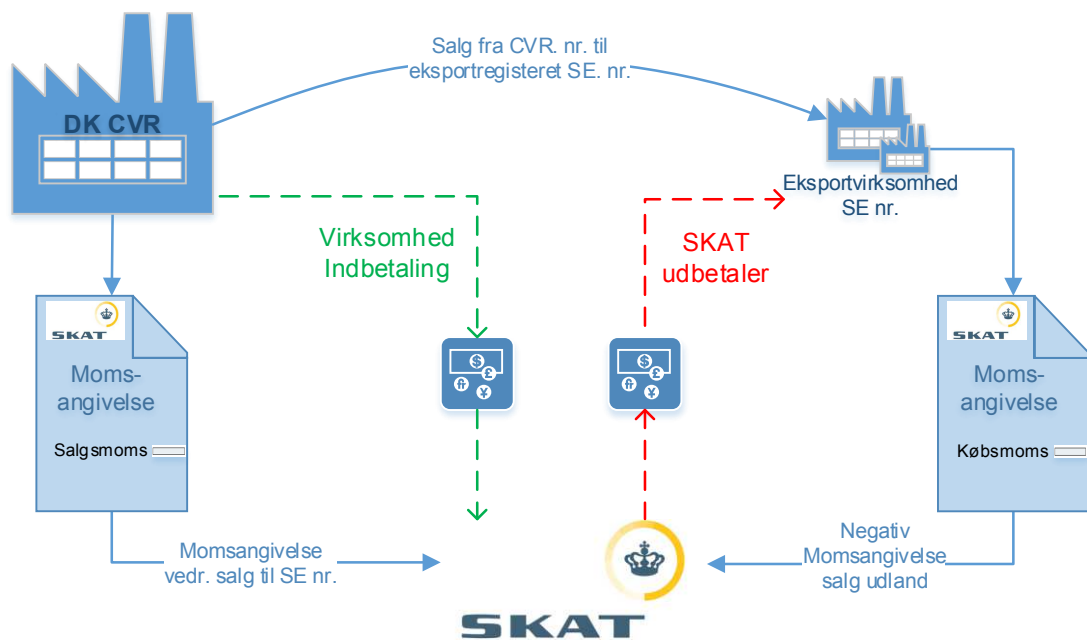 Salg fra CVR. nr. til
eksportregisteret SE. nr.
DK CVR
Eksportvirksomhed
SE nr.
Virksomhed
Indbetaling
SKAT
udbetaler
SKAT
Moms-
angivelse
Salgsmoms
$
£
¥
$
£
¥
SKAT
Moms-
angivelse
Købsmoms
Momsangivelse
vedr. salg til SE nr.
Negativ
Momsangivelse
salg udland
SKAT